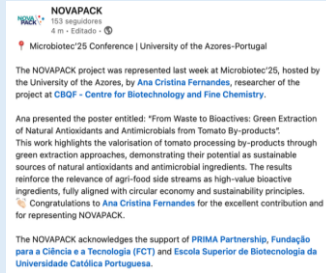 NOVAPACK
NOVAPACK
153 seguidores
4 m • Editado •
Microbiotec'25 Conference | University of the Azores-Portugal
The NOVAPACK project was represented last week at Microbiotec'25, hosted by
the University of Azores, by Ana Cristina Fernandes, researcher of the
project at CBQF - Centre for Biotechnology and Fine Chemistry.
Ana presented the poster entitled: “From Waste to Bioactives: Green Extraction
of Natural Antioxidants and Antimicrobials from Tomato By-products”.
This work highlights the valorisation of tomato processing by-products through
green extraction approaches, demonstrating their potential as sustainable
sources of natural antioxidants and antimicrobial ingredients. The results
reinforce the relevance of agri-food side streams as high-value bioactive
ingredients, fully aligned with circular economy and sustainability principles.
Congratulations to Ana Cristina Fernandes for the excellent contribution and
for representing NOVAPACK.
The NOVAPACK acknowledges the support of PRIMA Partnership, Fundação
para a Ciência e a Tecnologia (FCT) and Escola Superior de Biotecnologia da
Universidade Católica Portuguesa.